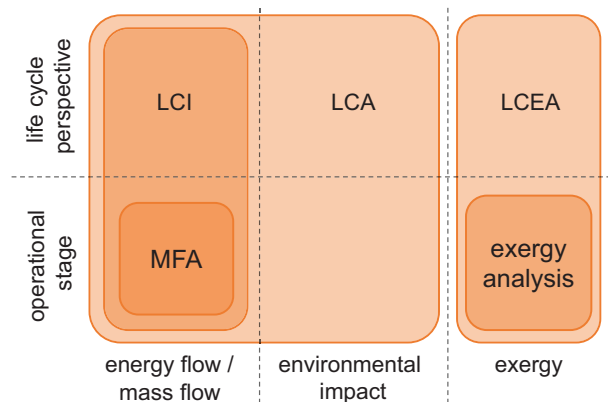 life cycle
perspective
LCI
LCA
LCEA
operational
stage
MFA
exergy
analysis
energy flow /
mass flow
environmental
impact
exergy